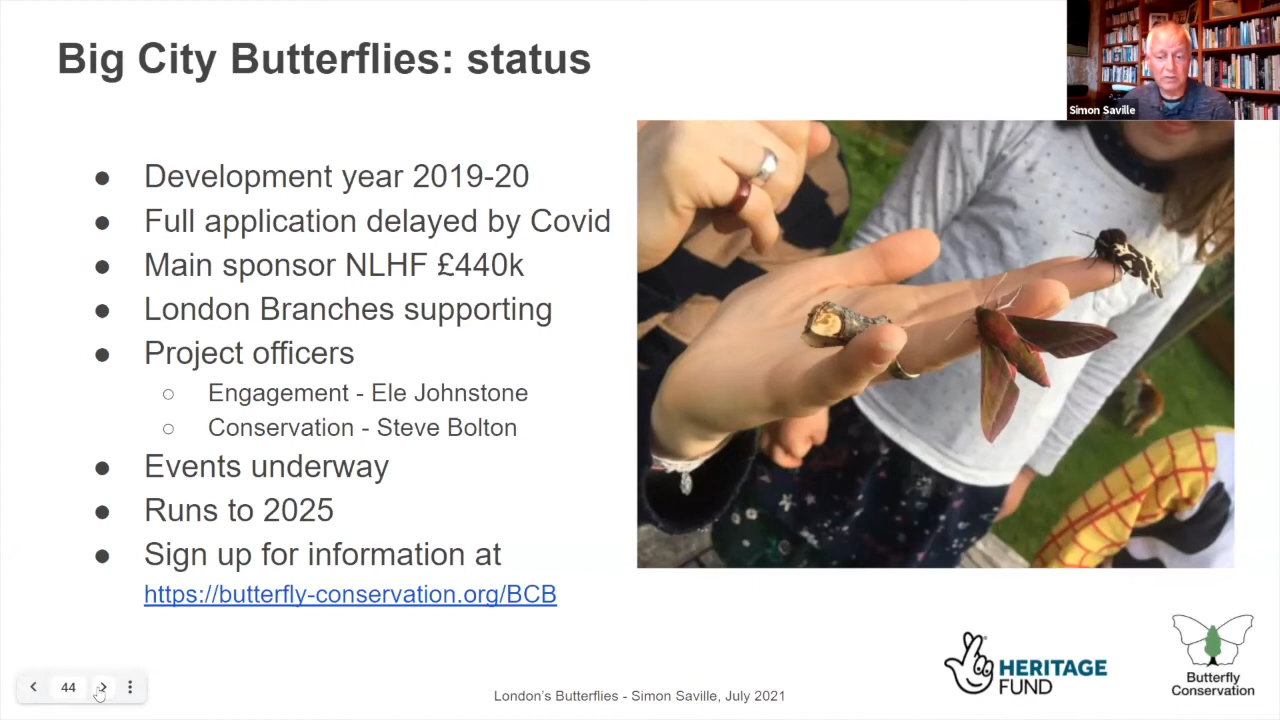 Big City Butterflies: status
Simon Saville
● Development year 2019-20
● Full application delayed by Covid
● Main sponsor NLHF £440k
● London Branches supporting
● Project officers
○ Engagement - Ele Johnstone
○ Conservation - Steve Bolton
● Events underway
● Runs to 2025
● Sign up for information at
https://butterfly-conservation.org/BCB
HERITAGE
FUND
Butterfly
Conservation
44
London's Butterflies - Simon Saville, July 2021